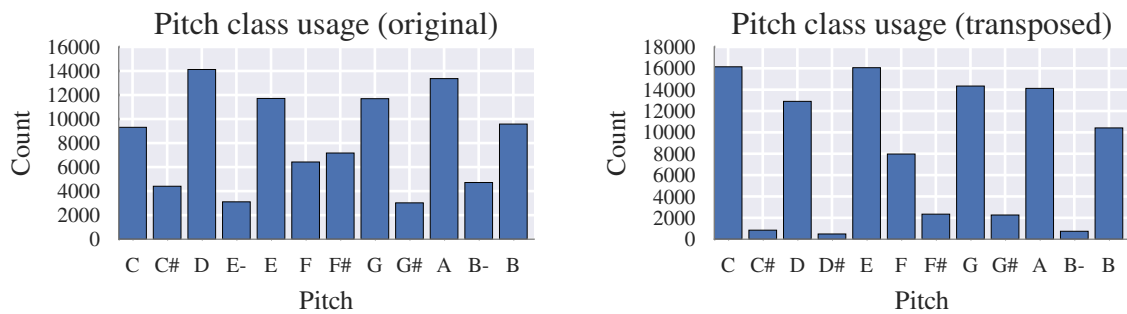 Pitch class usage (original)
16000
14000
12000
10000
8000
6000
4000
2000
0
Count
C C# D E- E F F# G G# A B- B
Pitch
Pitch class usage (transposed)
18000
16000
14000
12000
10000
8000
6000
4000
2000
0
Count
C C# D D# E F F# G G# A B- B
Pitch